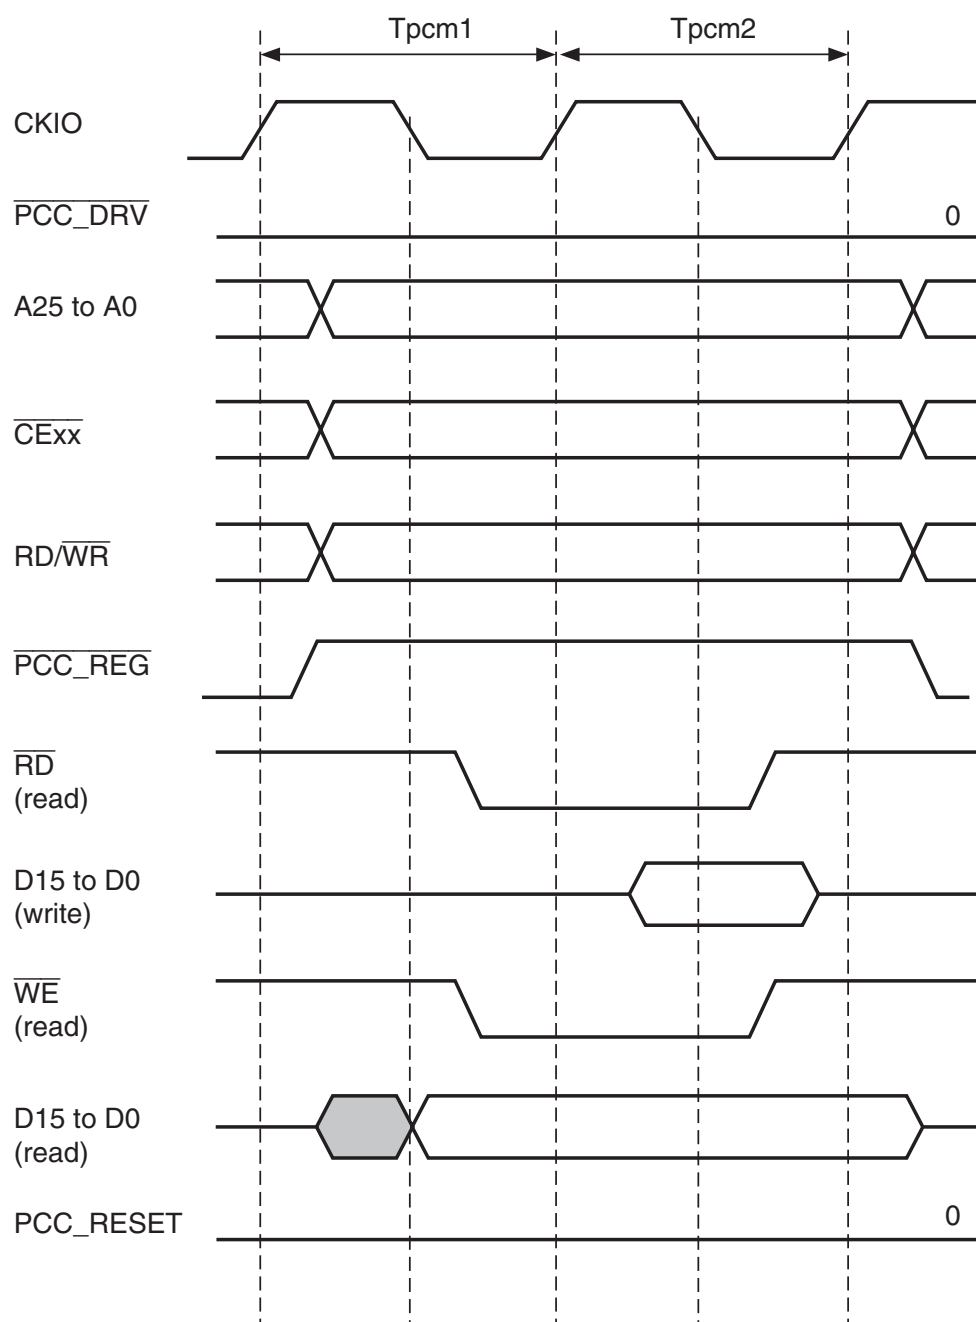 Tpcm1 Tpcm2
CKIO
PCC_DRV 0
A25 to A0
CExx
RD/WR
PCC_REG
RD
(read)
D15 to D0
(write)
WE
(read)
D15 to D0
(read)
PCC_RESET 0